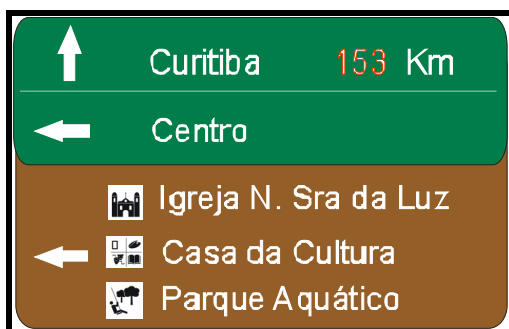 Curitiba 153 Km
Centro
Igreja N. Sra da Luz
Casa da Cultura
Parque Aquático